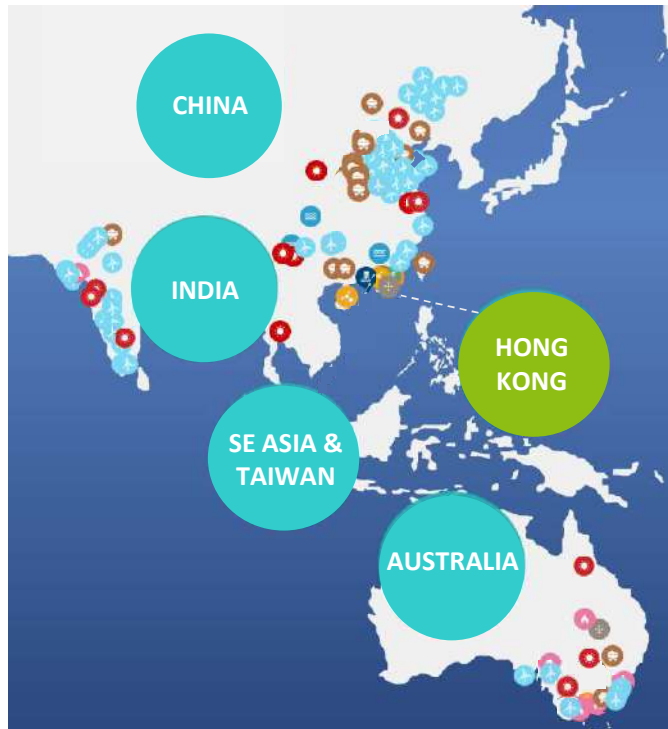 CHINA
INDIA
HONG
KONG
SE ASIA &
TAIWAN
AUSTRALIA